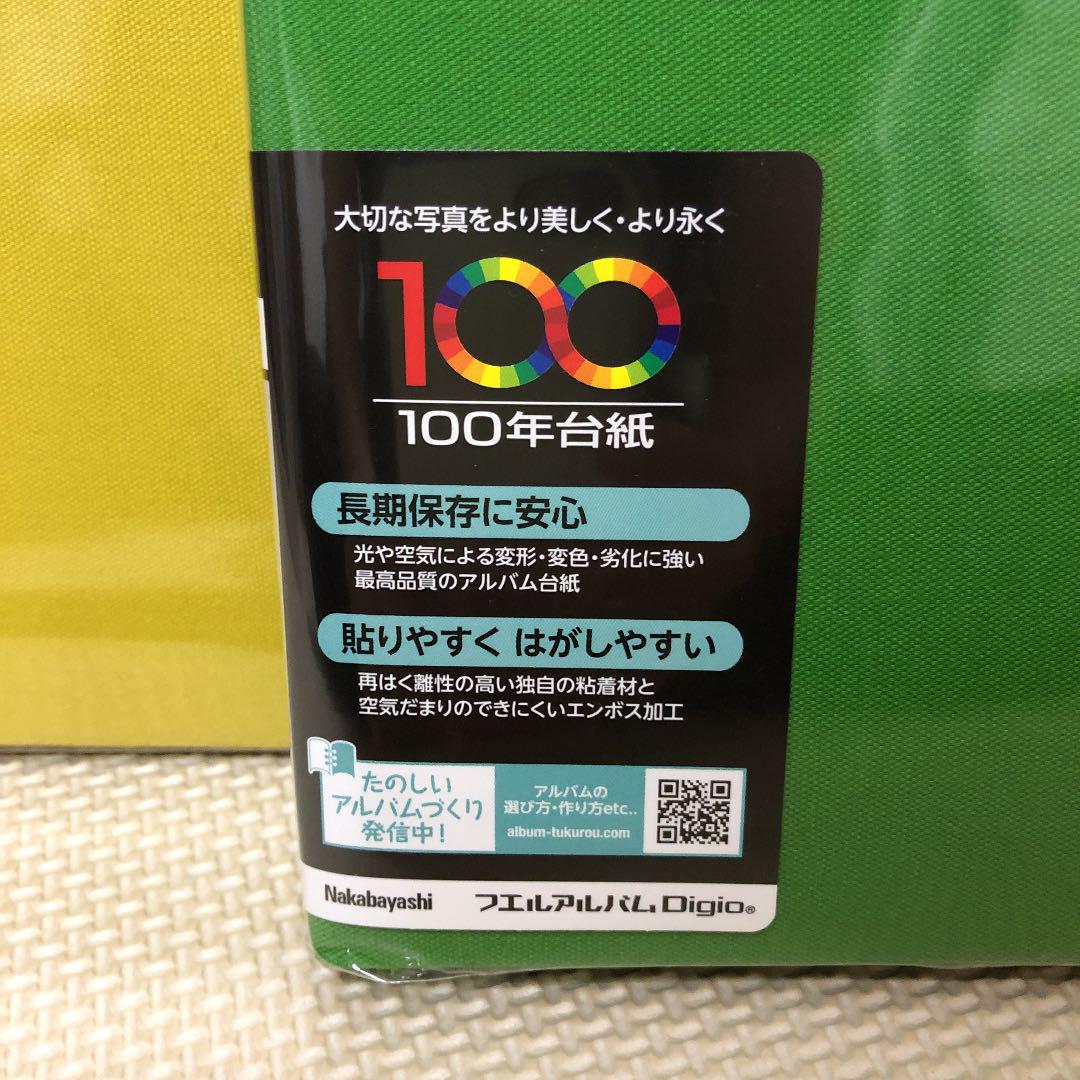 大切な写真をより美しく・より永く
100
100年台紙
長期保存に安心
光や空気による変形・変色・劣化に強い
最高品質のアルバム台紙
貼りやすく はがしやすい
再はく離性の高い独自の粘着材と
空気だまりのできにくいエンボス加工
たのしい
アルバムづくり
発信中!
アルバムの
選び方・作り方etc..
album-tukurou.com
Nakabayashi フエルアルバム Digio®